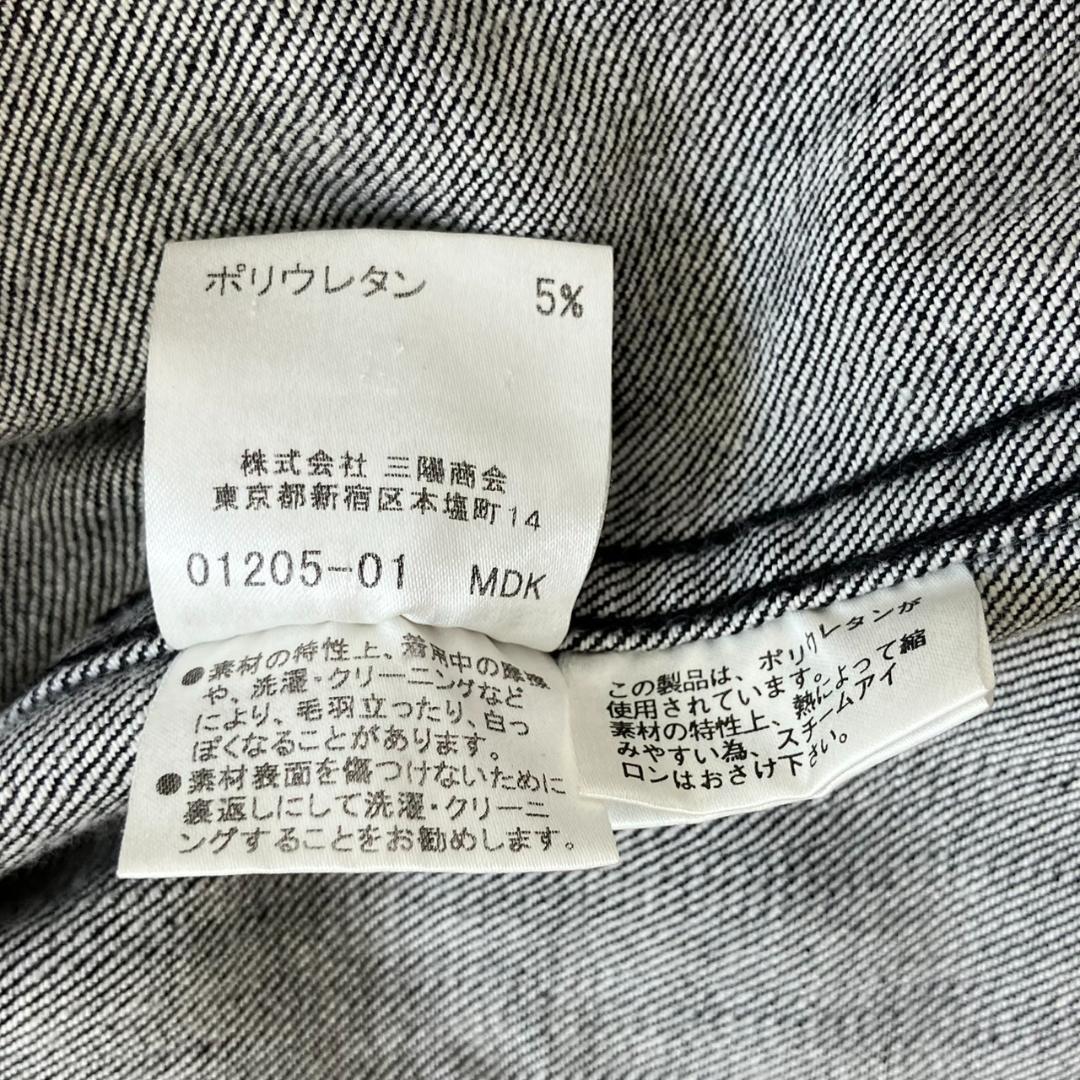 ポリウレタン 5%
株式会社 三陽商会
東京都新宿区本塩町14
01205-01 MDK
●素材の特性上、着用中の摩擦
や、洗濯・クリーニングなど
により、毛羽立ったり、白っ
ぽくなることがあります。
●素材表面を傷つけないために
裏返しにして洗濯・クリーニ
ングすることをお勧めします。
この製品は、ポリウレタンが
使用されています。
素材の特性上、熱によって縮
みやすい為、スチームアイ
ロンはおさけ下さい。